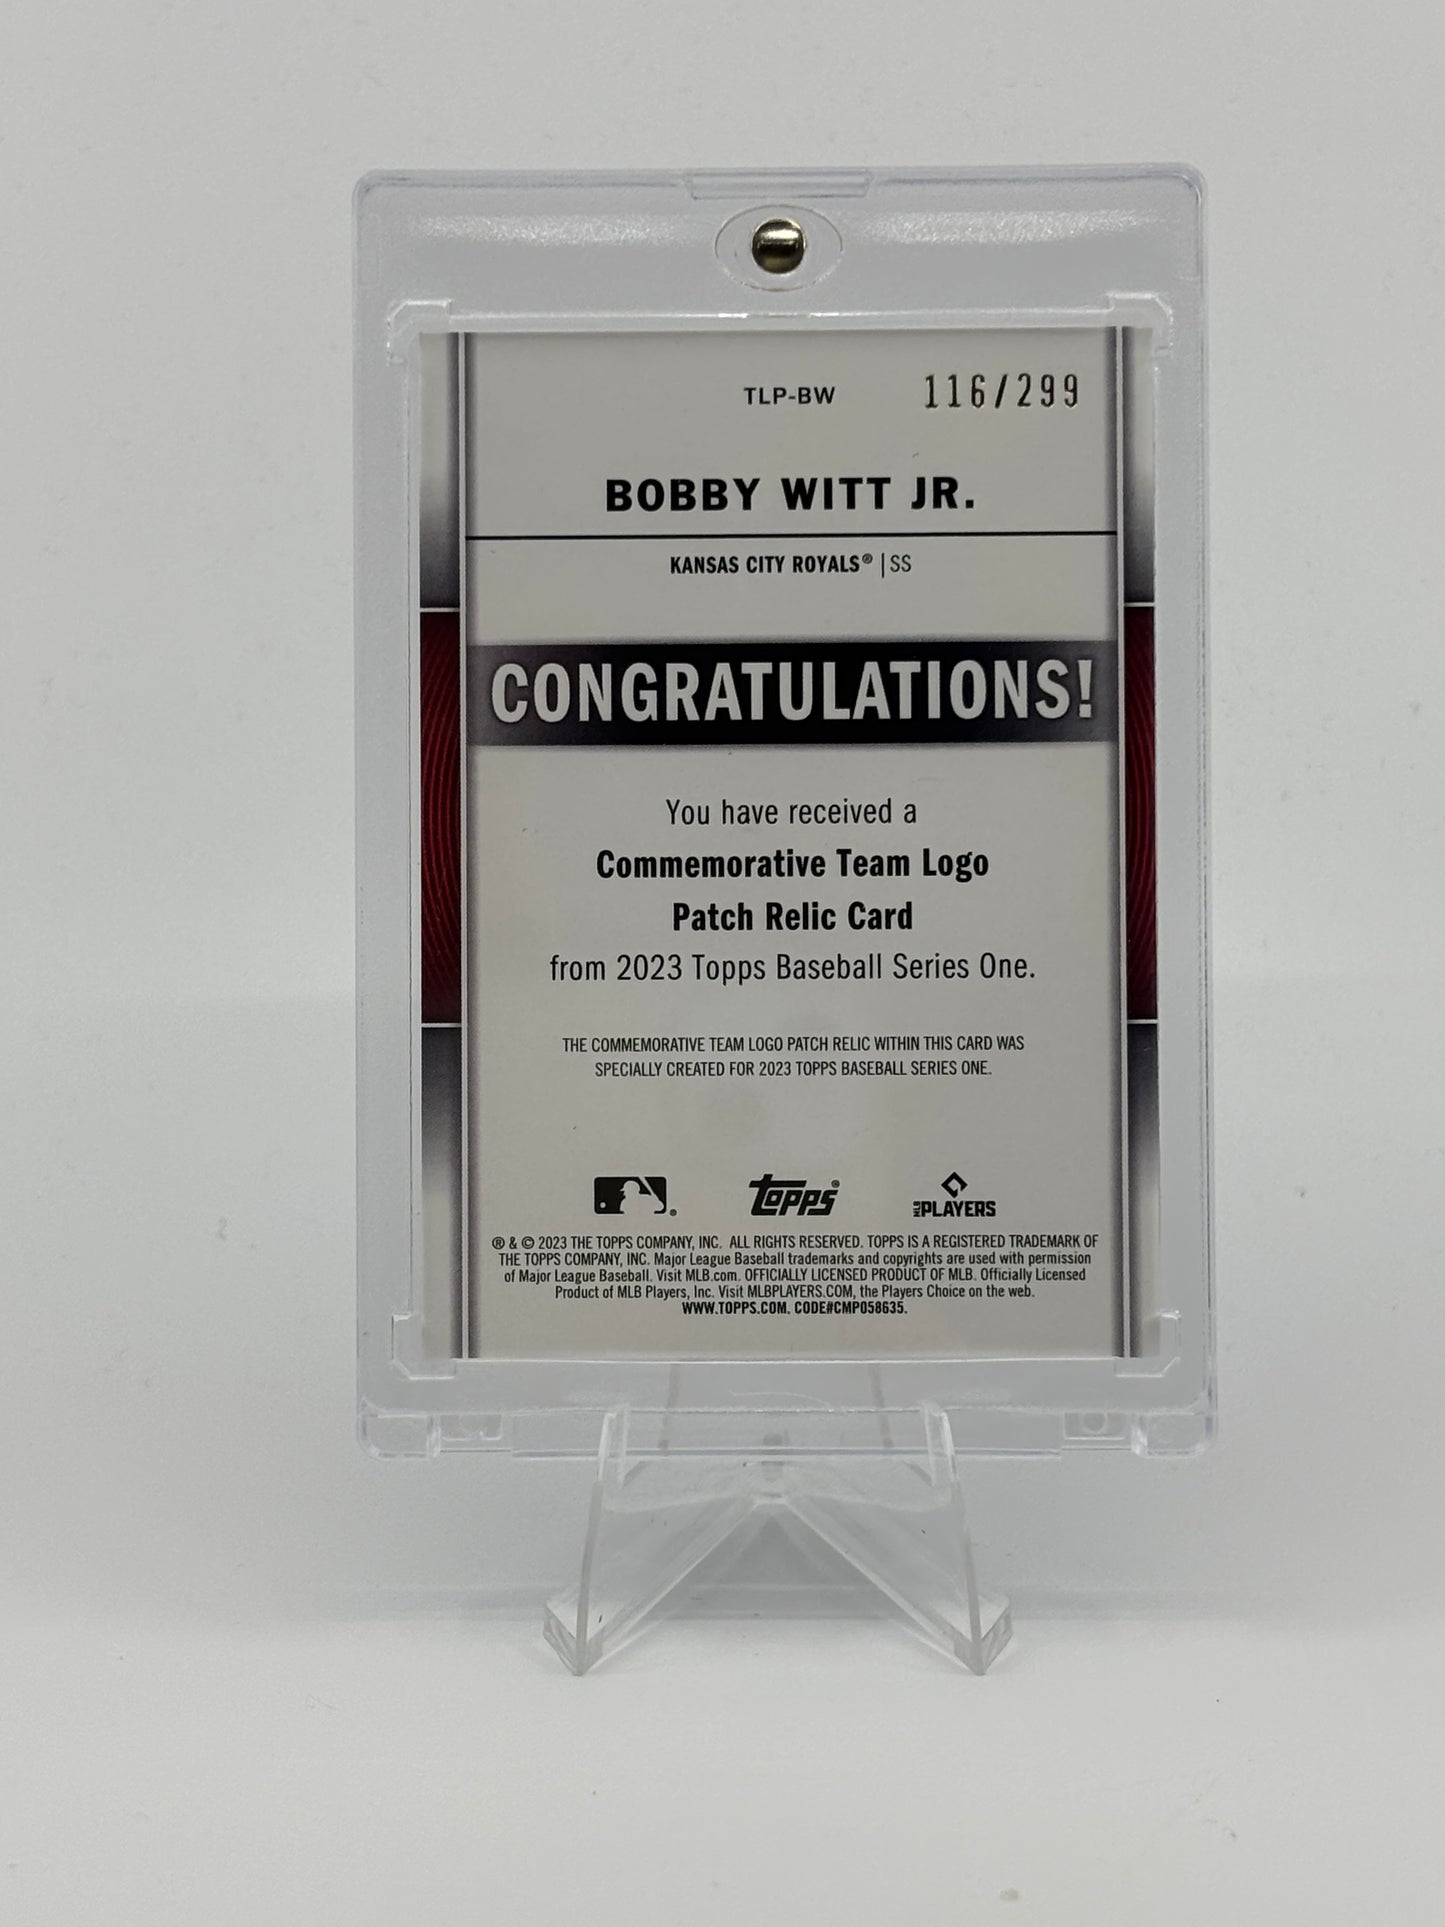 TLP-BW 116/299
BOBBY WITT JR.
KANSAS CITY ROYALS® | SS
CONGRATULATIONS!
You have received a
Commemorative Team Logo
Patch Relic Card
from 2023 Topps Baseball Series One.
THE COMMEMORATIVE TEAM LOGO PATCH RELIC WITHIN THIS CARD WAS
SPECIALLY CREATED FOR 2023 TOPPS BASEBALL SERIES ONE.
® Topps® MLB PLAYERS
® & © 2023 THE TOPPS COMPANY, INC. ALL RIGHTS RESERVED. TOPPS IS A REGISTERED TRADEMARK OF
THE TOPPS COMPANY, INC. Major League Baseball trademarks and copyrights are used with permission
of Major League Baseball. Visit MLB.com. OFFICIALLY LICENSED PRODUCT OF MLB. Officially Licensed
Product of MLB Players, Inc. Visit MLBPLAYERS.COM, the Players Choice on the web.
WWW.TOPPS.COM. CODE#CMP058635.